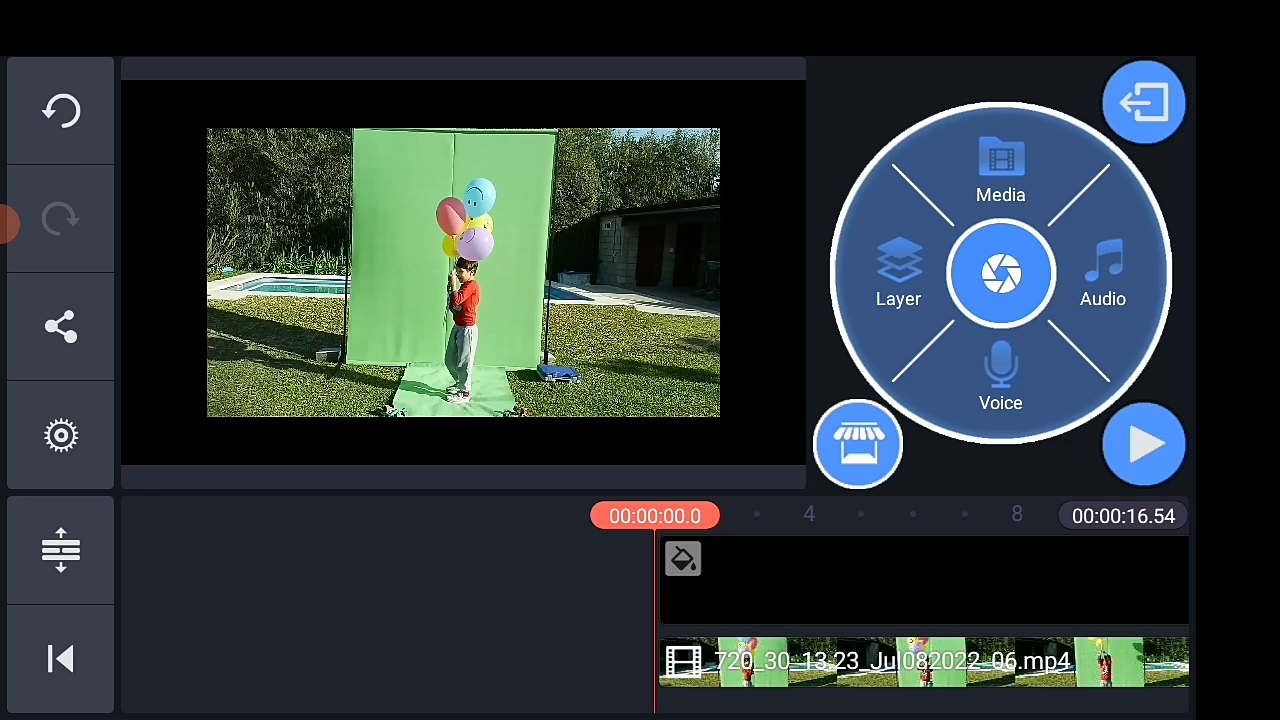 Media
Layer
Audio
Voice
00:00:00.0
4
8
00:00:16.54
720_30_13.23_Jul082022_06.mp4